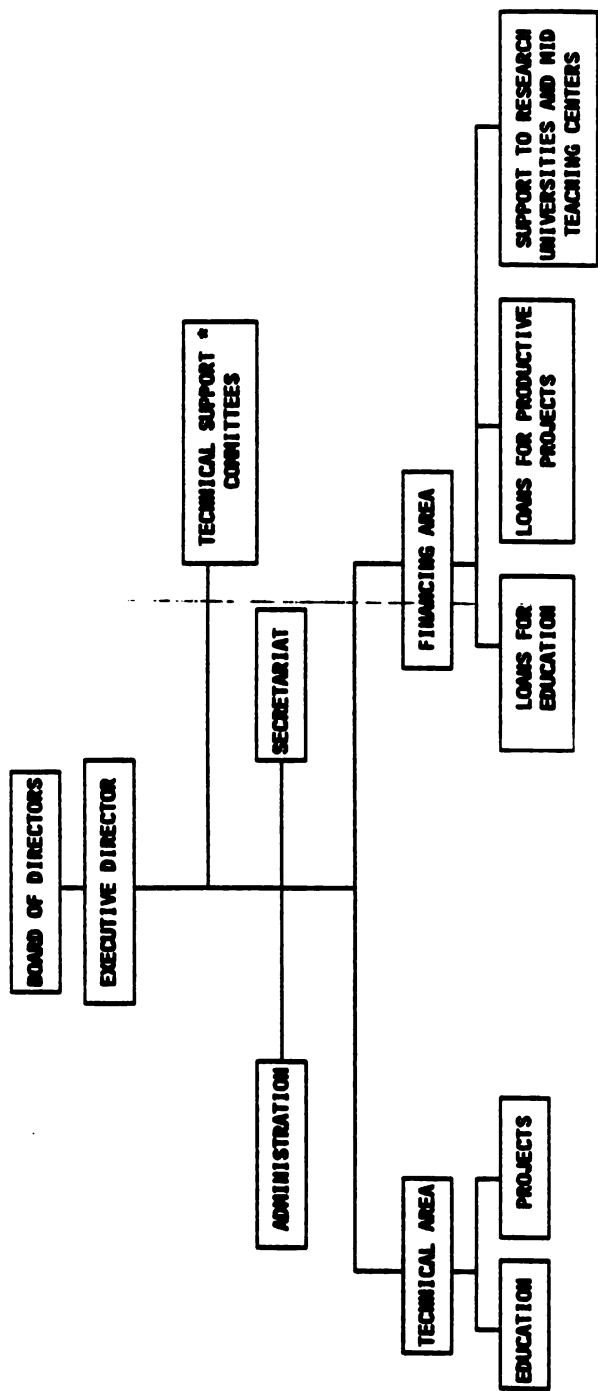 BOARD OF DIRECTORS
EXECUTIVE DIRECTOR
TECHNICAL SUPPORT *
COMMITTEES
ADMINISTRATION
SECRETARIAT
TECHNICAL AREA
FINANCING AREA
EDUCATION
PROJECTS
LOANS FOR
EDUCATION
LOANS FOR PRODUCTIVE
PROJECTS
SUPPORT TO RESEARCH
UNIVERSITIES AND MID
TEACHING CENTERS